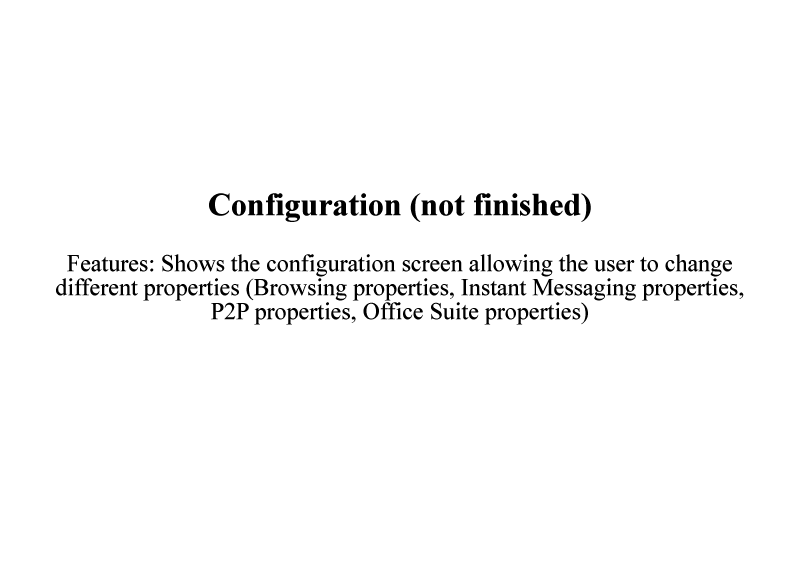 Configuration (not finished)
Features: Shows the configuration screen allowing the user to change
different properties (Browsing properties, Instant Messaging properties,
P2P properties, Office Suite properties)